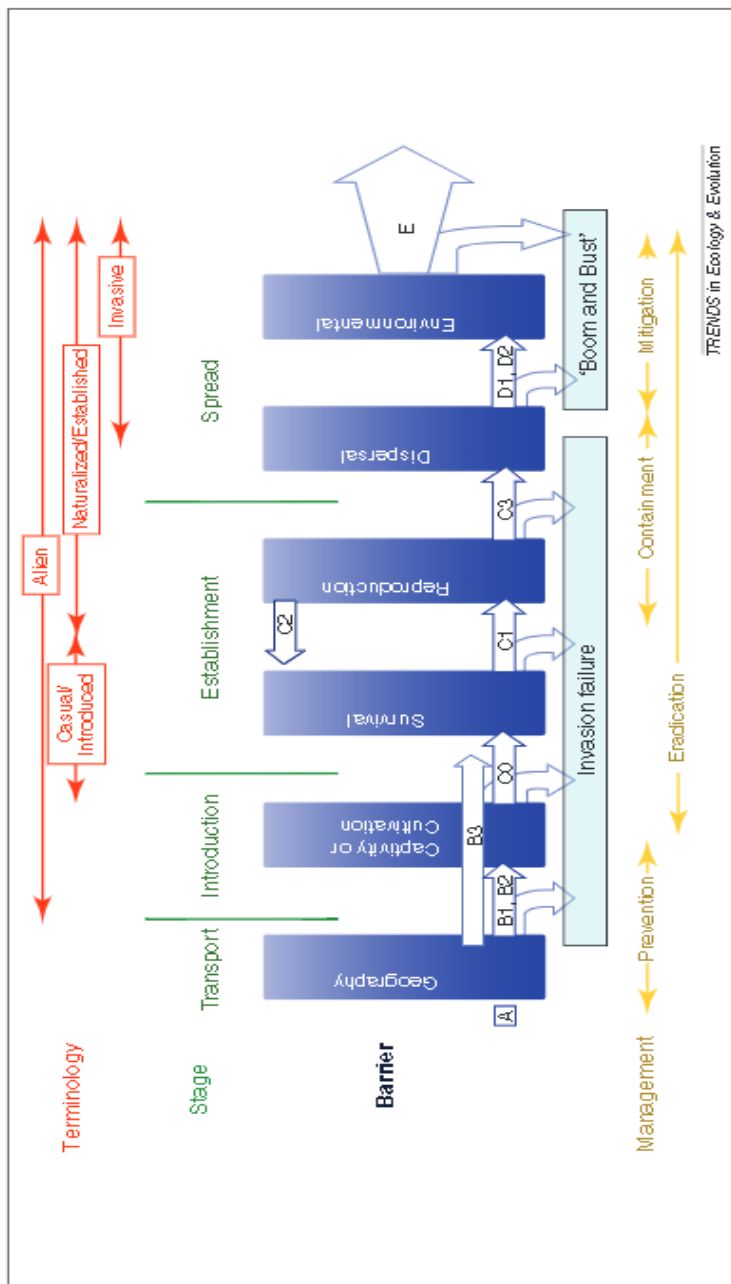 Terminology
Alien
Naturalized/Established
Casual/
Introduced
Invasive
Stage
Transport
Introduction
Establishment
Spread
Barrier
Geography
Captivity or
Cultivation
Survival
Reproduction
Dispersal
Environmental
A
B1, B2
B3
C0
C1
C2
C3
D1, D2
E
Invasion failure
'Boom and Bust'
Management
Prevention
Containment
Mitigation
Eradication
TRENDS in Ecology & Evolution